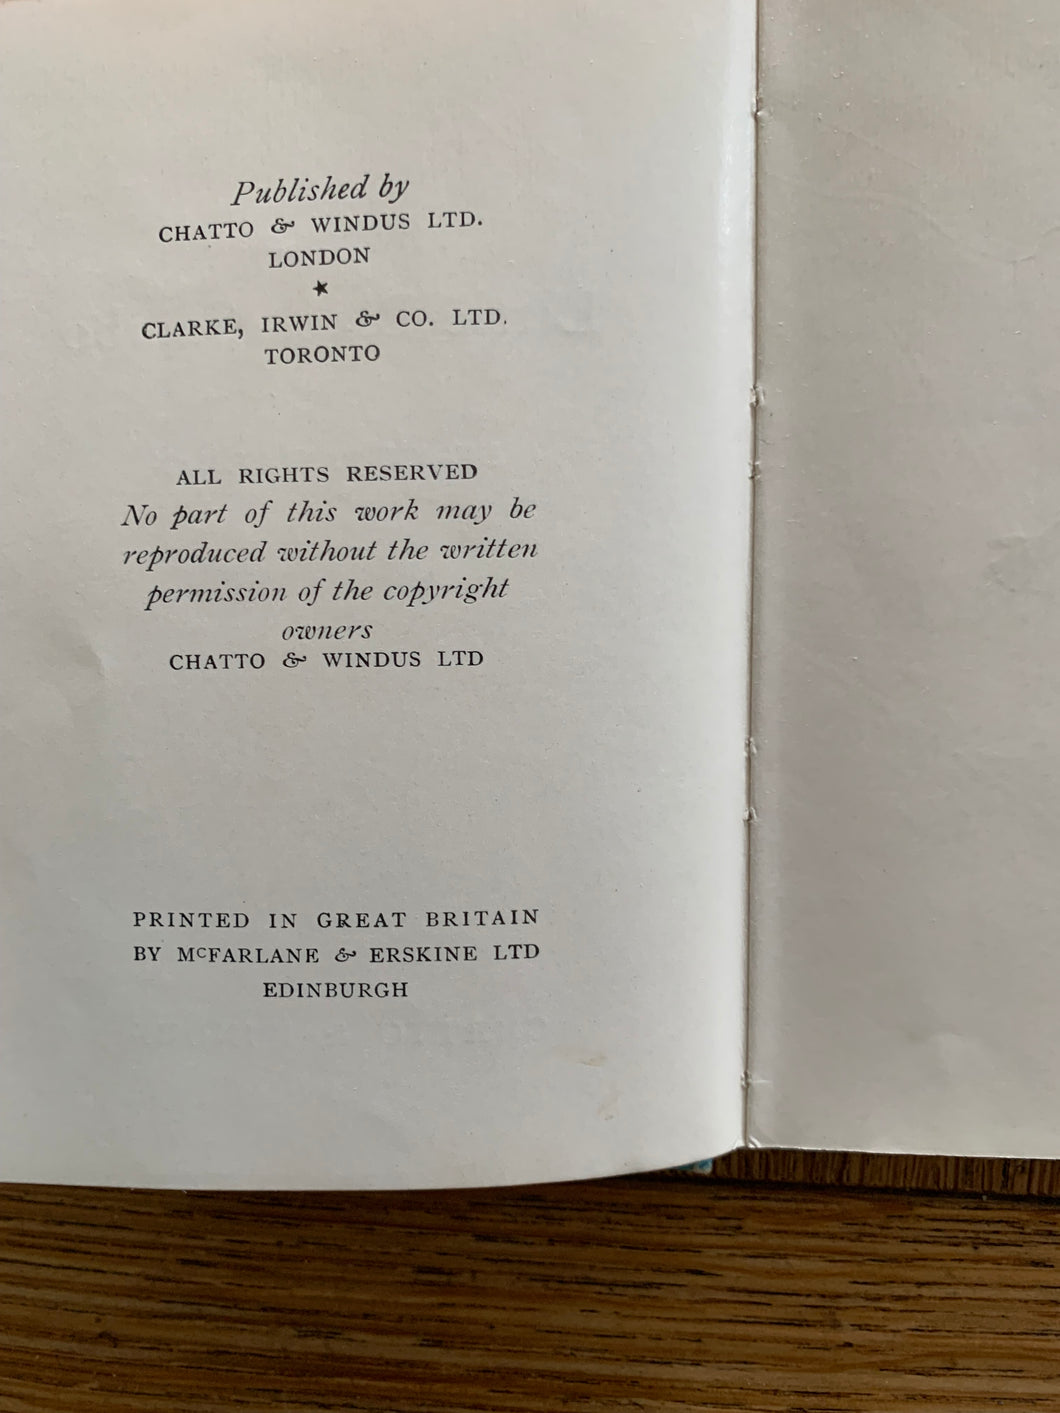 Published by
CHATTO & WINDUS LTD.
LONDON
★
CLARKE, IRWIN & CO. LTD.
TORONTO
ALL RIGHTS RESERVED
No part of this work may be
reproduced without the written
permission of the copyright
owners
CHATTO & WINDUS LTD
PRINTED IN GREAT BRITAIN
BY McFARLANE & ERSKINE LTD
EDINBURGH